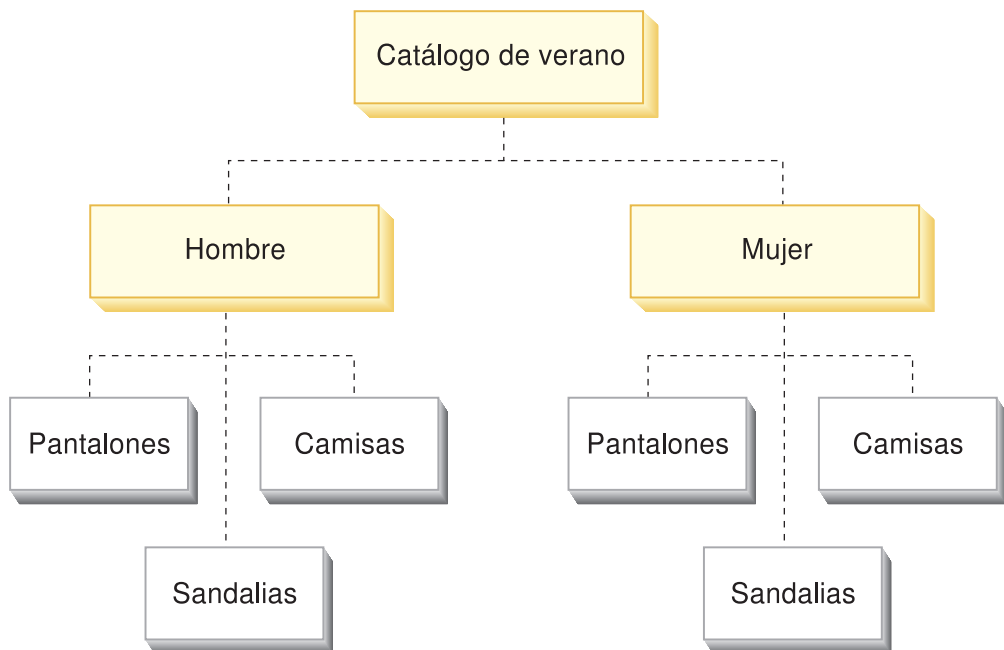 Catálogo de verano
Hombre
Mujer
Pantalones
Camisas
Pantalones
Camisas
Sandalias
Sandalias